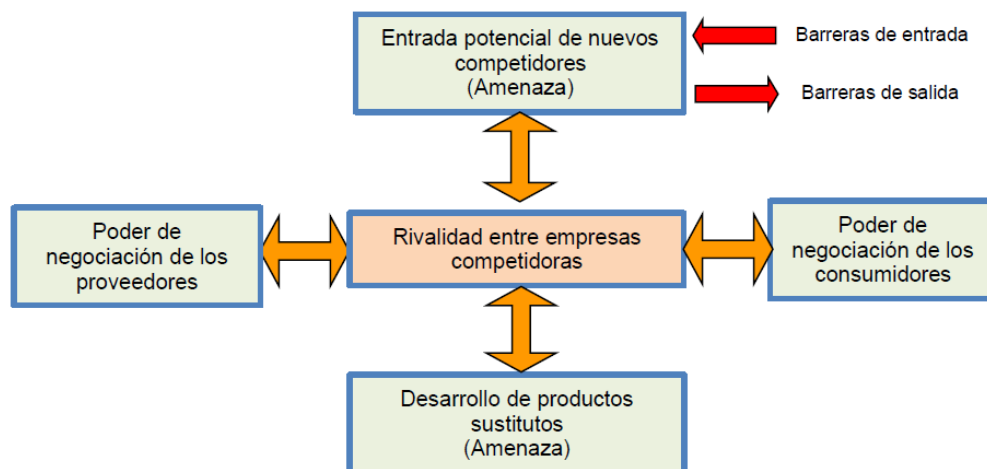 Entrada potencial de nuevos
competidores
(Amenaza)
Barreras de entrada
Barreras de salida
Poder de
negociación de los
proveedores
Rivalidad entre empresas
competidoras
Poder de
negociación de los
consumidores
Desarrollo de productos
sustitutos
(Amenaza)